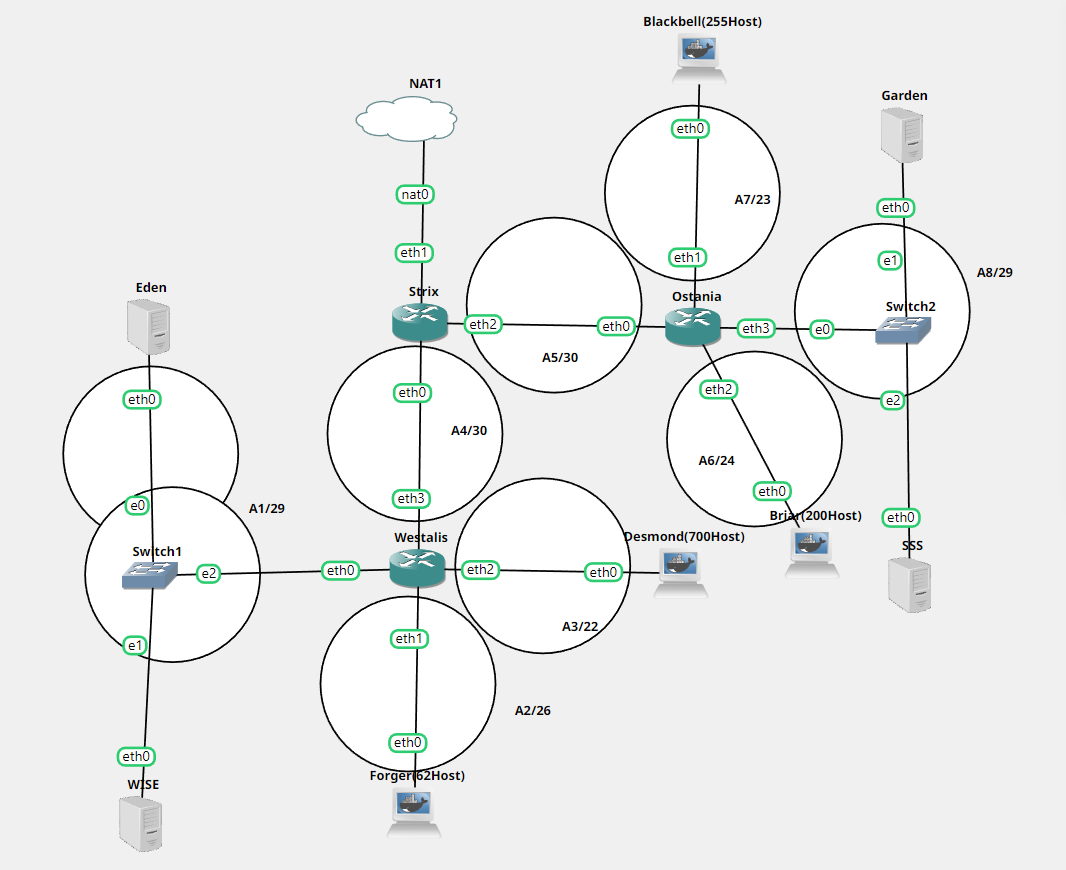 Blackbell(255Host)
NAT1
Garden
eth0
nat0
A7/23
eth0
eth1
eth1
e1
A8/29
Eden
Strix
Ostania
Switch2
eth2
eth0
eth3
e0
A5/30
eth0
eth0
eth2
e2
A4/30
A6/24
eth3
eth0
e0
A1/29
Briar(200Host)
eth0
Switch1
Westalis
Desmond(700Host)
SSS
e2
eth0
eth2
eth0
A3/22
eth1
e1
A2/26
eth0
eth0
Forger(62Host)
WISE